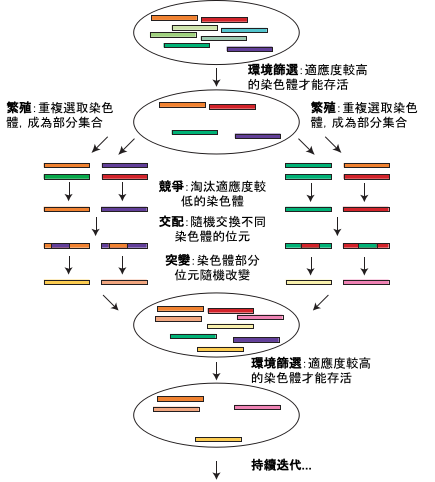 環境篩選:適應度較高
的染色體才能存活
繁殖:重複選取染色
體, 成為部分集合
繁殖:重複選取染色
體, 成為部分集合
競爭:淘汰適應度較
低的染色體
交配:隨機交換不同
染色體的位元
突變:染色體部分
位元隨機改變
環境篩選:適應度較高
的染色體才能存活
持續迭代...